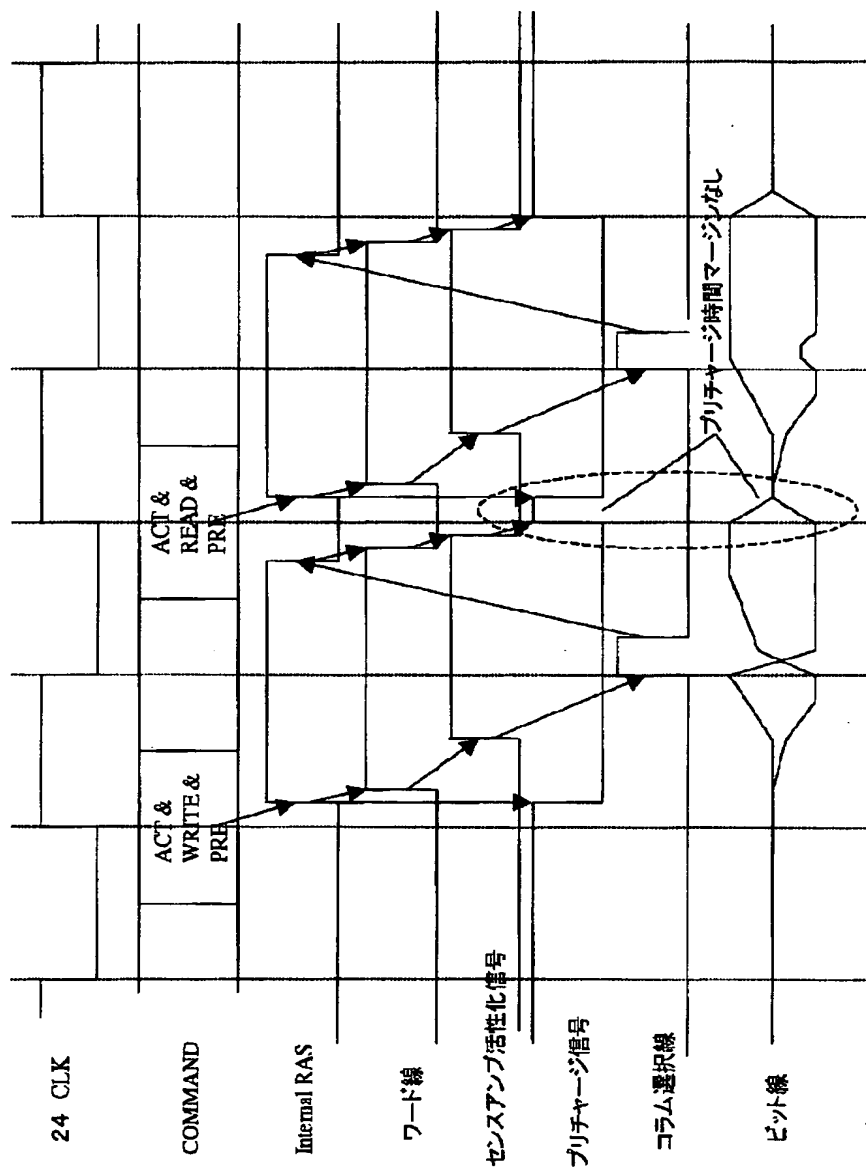 24 CLK
COMMAND
ACT &
WRITE &
PRE
ACT &
READ &
PRE
Internal RAS
ワード線
センスアンプ活性化信号
プリチャージ信号
コラム選択線
プリチャージ時間マージンなし
ビット線